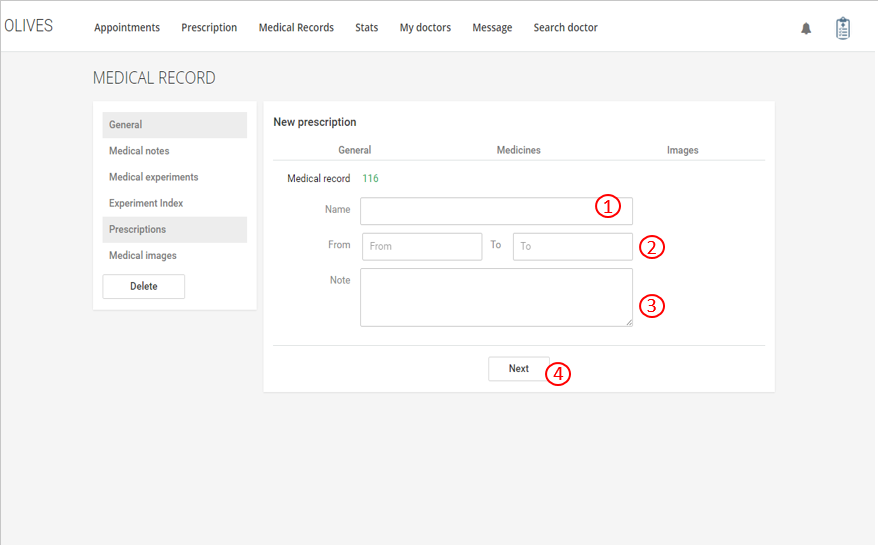 OLIVES Appointments Prescription Medical Records Stats My doctors Message Search doctor
MEDICAL RECORD
General
Medical notes
Medical experiments
Experiment Index
Prescriptions
Medical images
Delete
New prescription
General Medicines Images
Medical record 116
Name 1
From From To To 2
Note 3
Next 4